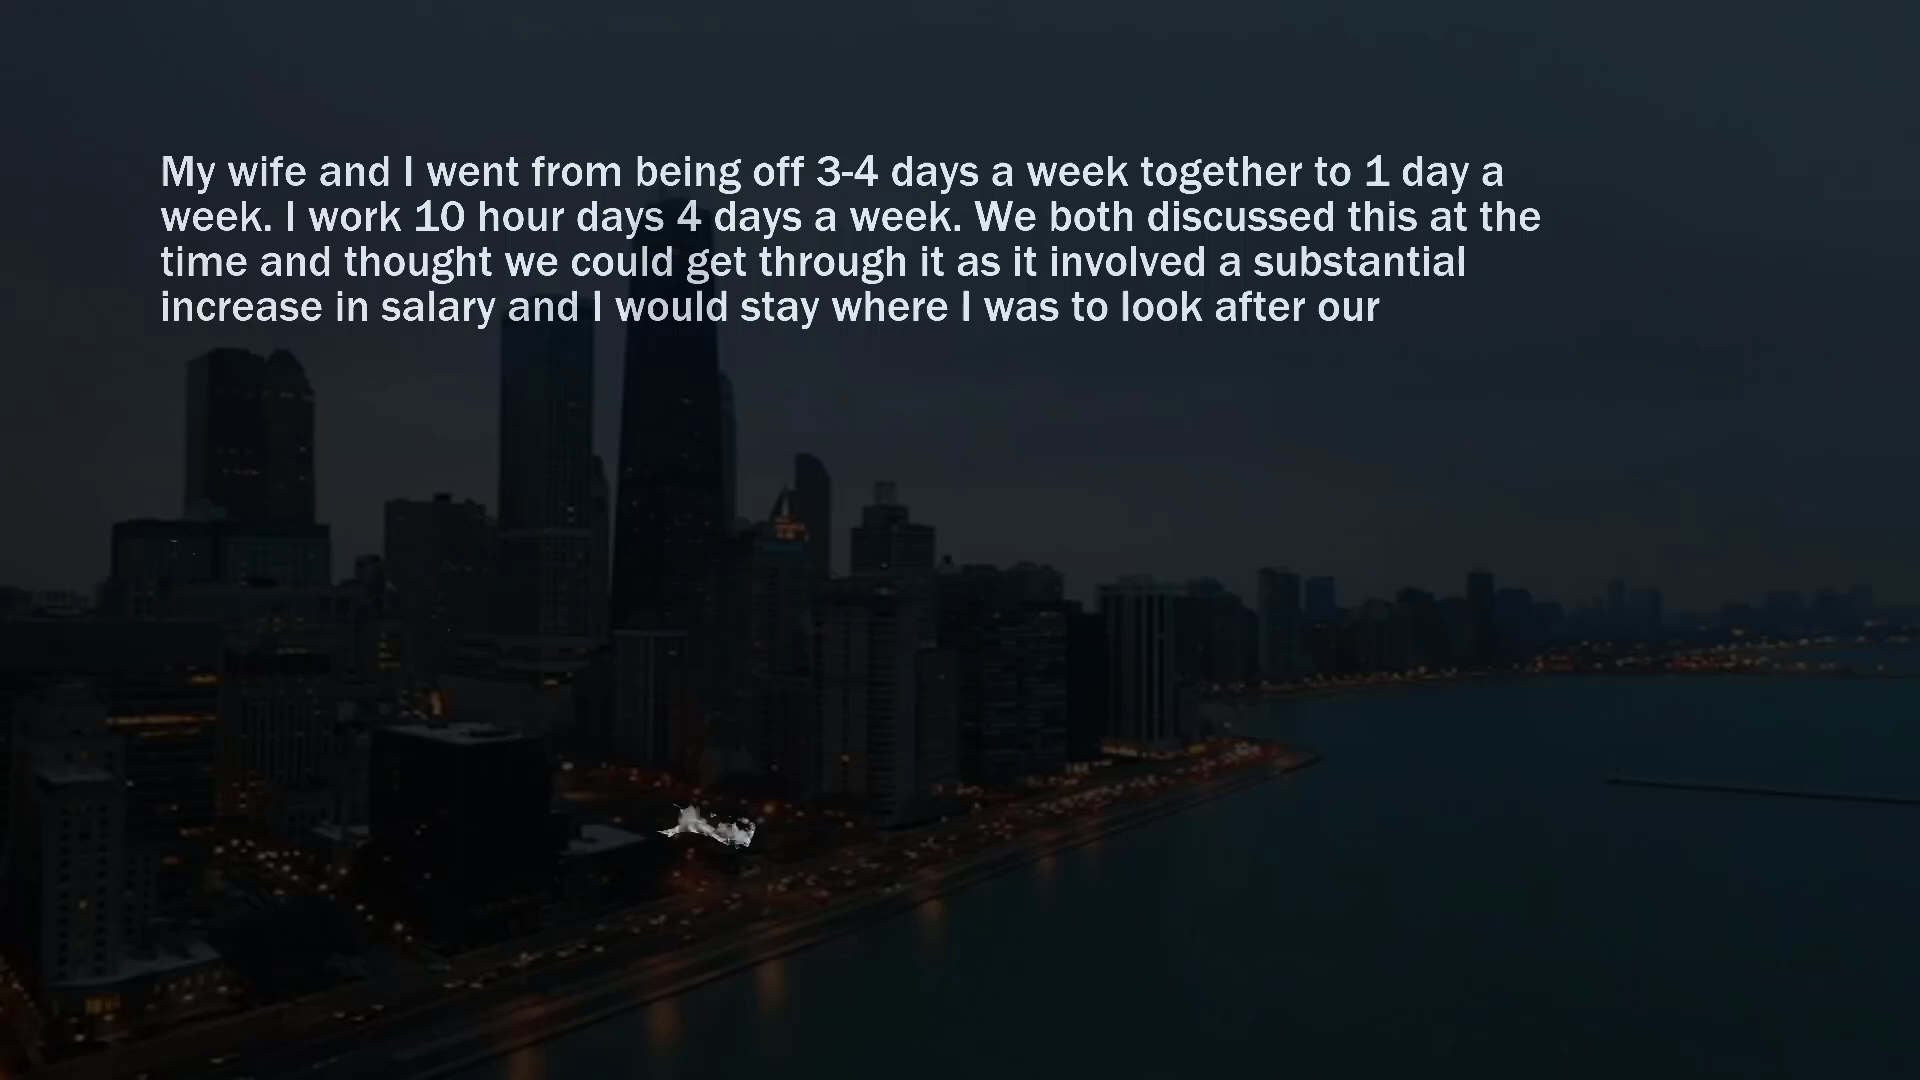 My wife and I went from being off 3-4 days a week together to 1 day a
week. I work 10 hour days 4 days a week. We both discussed this at the
time and thought we could get through it as it involved a substantial
increase in salary and I would stay where I was to look after our